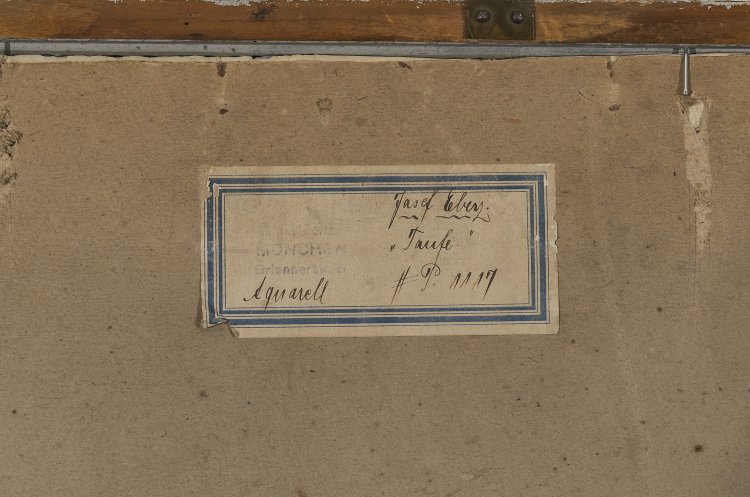 Josef Eberz.
„Taufe."
MÜNCHEN
Aquarell
# P. 1117